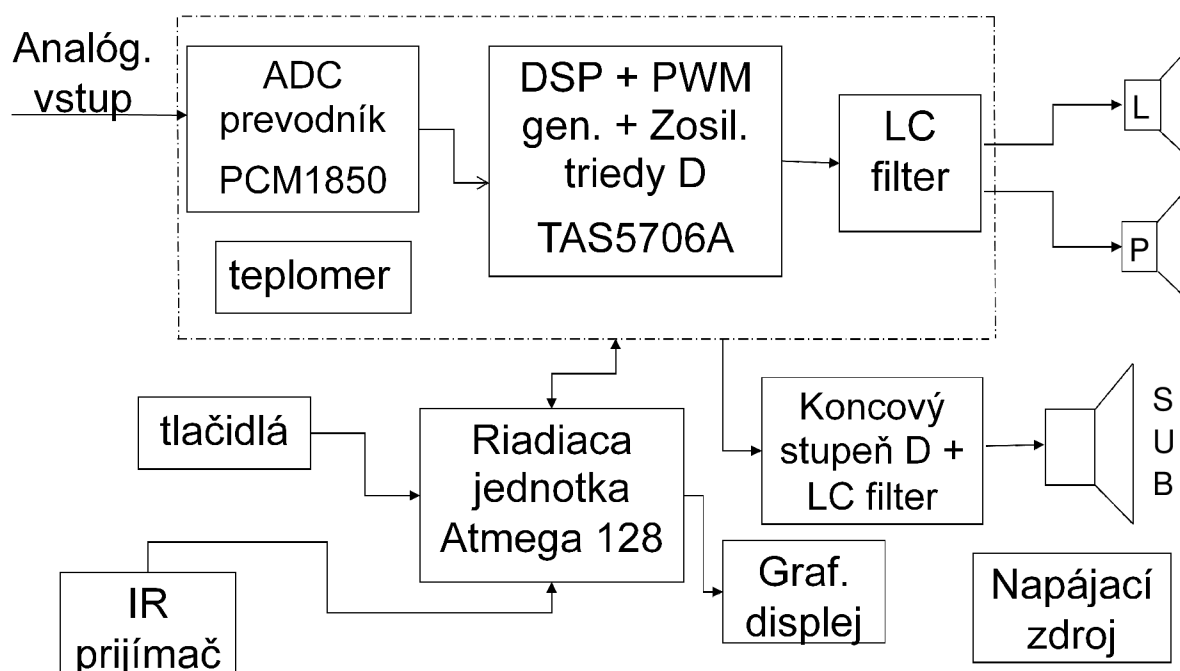 Analóg.
vstup
ADC
prevodník
PCM1850
DSP + PWM
gen. + Zosil.
triedy D
TAS5706A
LC
filter
L
P
teplomer
tlačidlá
Riadiaca
jednotka
Atmega 128
Koncový
stupeň D +
LC filter
S
U
B
IR
prijímač
Graf.
displej
Napájací
zdroj